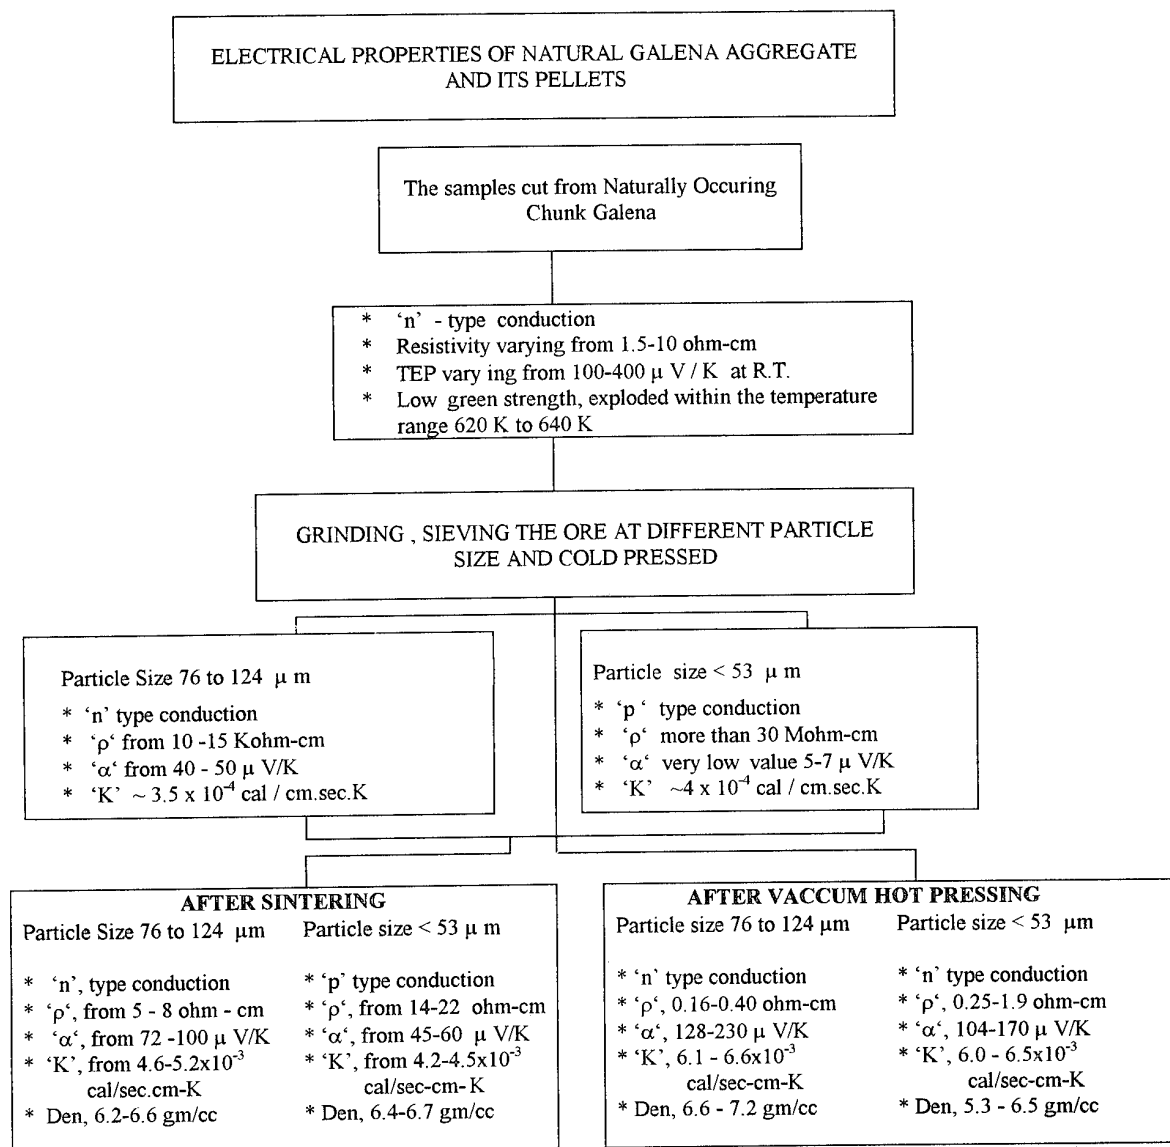 ELECTRICAL PROPERTIES OF NATURAL GALENA AGGREGATE
AND ITS PELLETS
The samples cut from Naturally Occuring
Chunk Galena
* ‘n’ - type conduction
* Resistivity varying from 1.5-10 ohm-cm
* TEP vary ing from 100-400 μ V / K at R.T.
* Low green strength, exploded within the temperature
range 620 K to 640 K
GRINDING , SIEVING THE ORE AT DIFFERENT PARTICLE
SIZE AND COLD PRESSED
Particle Size 76 to 124 μ m
* ‘n’ type conduction
* ‘ρ‘ from 10 -15 Kohm-cm
* ‘α‘ from 40 - 50 μ V/K
* ‘K’ ~ 3.5 x 10⁻⁴ cal / cm.sec.K
Particle size < 53 μ m
* ‘p ‘ type conduction
* ‘ρ‘ more than 30 Mohm-cm
* ‘α‘ very low value 5-7 μ V/K
* ‘K’ ~4 x 10⁻⁴ cal / cm.sec.K
AFTER SINTERING
Particle Size 76 to 124 μm
* ‘n’, type conduction
* ‘ρ‘, from 5 - 8 ohm - cm
* ‘α‘, from 72 -100 μ V/K
* ‘K’, from 4.6-5.2x10⁻³
cal/sec.cm-K
* Den, 6.2-6.6 gm/cc
Particle size < 53 μ m
* ‘p’ type conduction
* ‘ρ‘, from 14-22 ohm-cm
* ‘α‘, from 45-60 μ V/K
* ‘K’, from 4.2-4.5x10⁻³
cal/sec-cm- K
* Den, 6.4-6.7 gm/cc
AFTER VACCUM HOT PRESSING
Particle size 76 to 124 μm
* ‘n’ type conduction
* ‘ρ‘, 0.16-0.40 ohm-cm
* ‘α‘, 128-230 μ V/K
* ‘K’, 6.1 - 6.6x10⁻³
cal/sec-cm-K
* Den, 6.6 - 7.2 gm/cc
Particle size < 53 μm
* ‘n’ type conduction
* ‘ρ‘, 0.25-1.9 ohm-cm
* ‘α‘, 104-170 μ V/K
* ‘K’, 6.0 - 6.5x10⁻³
cal/sec-cm-K
* Den, 5.3 - 6.5 gm/cc